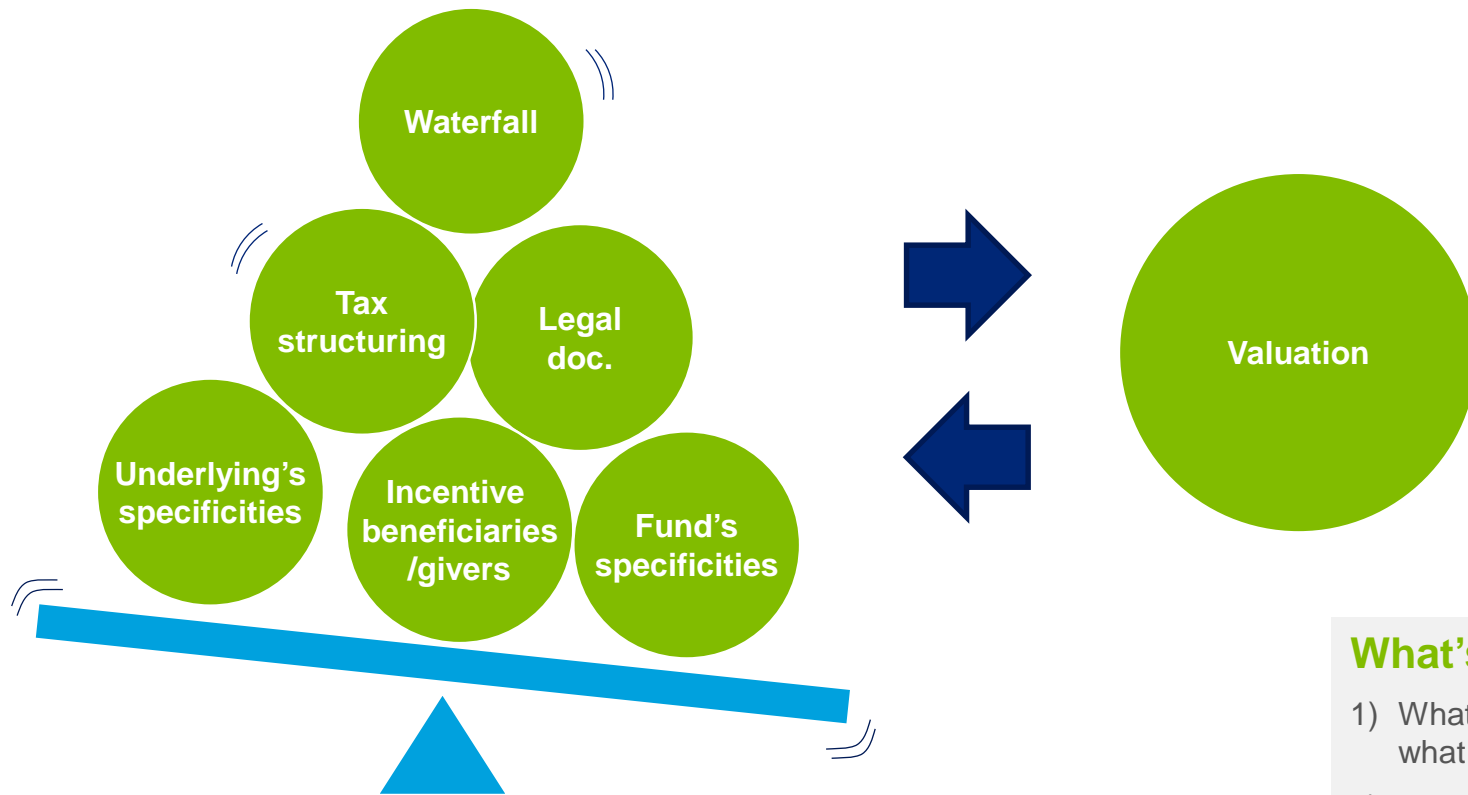 Waterfall
Tax
structuring
Legal
doc.
Valuation
Underlying’s
specificities
Incentive
beneficiaries
/givers
Fund’s
specificities
What’s
1) What
what